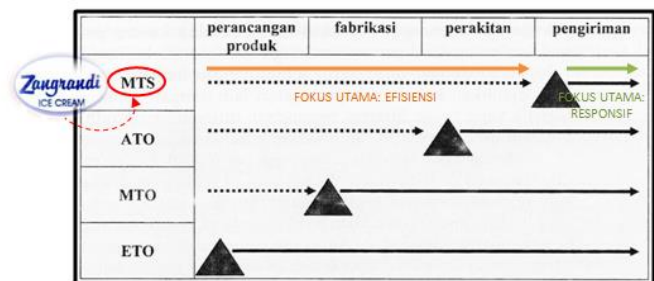 perancangan produk
fabrikasi
perakitan
pengiriman
Zangrandi
ICE CREAM
MTS
FOKUS UTAMA: EFISIENSI
FOKUS UTAMA:
RESPONSIF
ATO
MTO
ETO